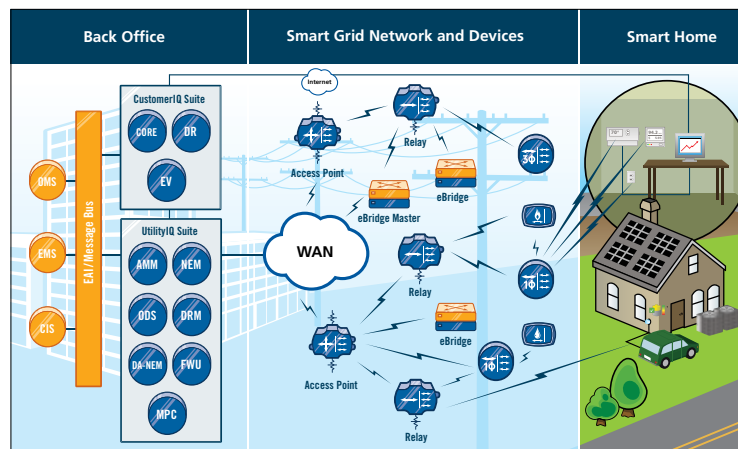 Back Office
Smart Grid Network and Devices
Smart Home
CustomerIQ Suite
CORE
DR
EV
OMS
EMS
CIS
EAI/Message Bus
UtilityIQ Suite
AMM
NEM
ODS
DRM
DA-NEM
FWU
MPC
Internet
Access Point
Relay
3Φ
eBridge
eBridge Master
WAN
Relay
1Φ
eBridge
Access Point
1Φ
Relay